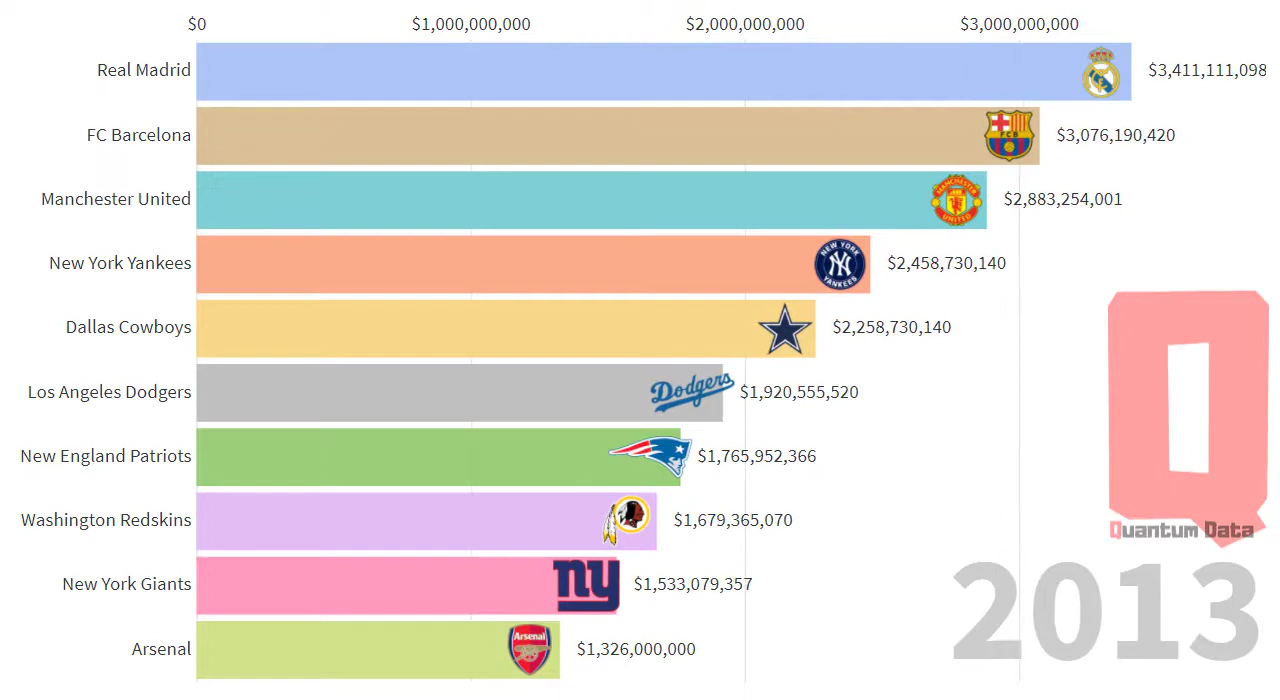 $0 $1,000,000,000 $2,000,000,000 $3,000,000,000
Real Madrid $3,411,111,098
FC Barcelona FCB $3,076,190,420
Manchester United MANCHESTER UNITED $2,883,254,001
New York Yankees NEW YORK NY YANKEES $2,458,730,140
Dallas Cowboys $2,258,730,140
Los Angeles Dodgers Dodgers $1,920,555,520
New England Patriots $1,765,952,366
Washington Redskins $1,679,365,070
New York Giants ny $1,533,079,357
Arsenal Arsenal $1,326,000,000
Q
Quantum Data
2013